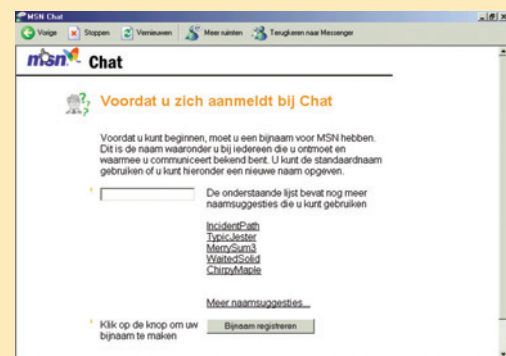 MSN Chat
Vorige Stoppen Vernieuwen Meer ruimten Terugkeren naar Messenger
msn Chat
Voordat u zich aanmeldt bij Chat
Voordat u kunt beginnen, moet u een bijnaam voor MSN hebben.
Dit is de naam waaronder u bij iedereen die u ontmoet en
waarmee u communiceert bekend bent. U kunt de standaardnaam
gebruiken of u kunt hieronder een nieuwe naam opgeven.
De onderstaande lijst bevat nog meer
naamsuggesties die u kunt gebruiken
IncidentPath
TypicJester
MerrySum3
WaitedSolid
ChirpyMaple
Meer naamsuggesties...
Klik op de knop om uw
bijnaam te maken
Bijnaam registreren